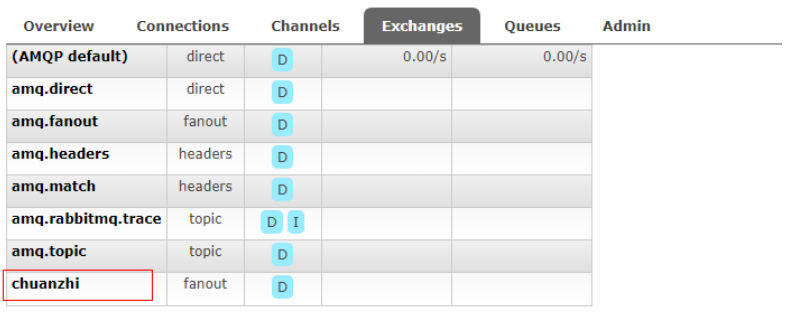 Overview Connections Channels Exchanges Queues Admin
(AMQP default) direct D 0.00/s 0.00/s
amq.direct direct D
amq.fanout fanout D
amq.headers headers D
amq.match headers D
amq.rabbitmq.trace topic D I
amq.topic topic D
chuanzhi fanout D